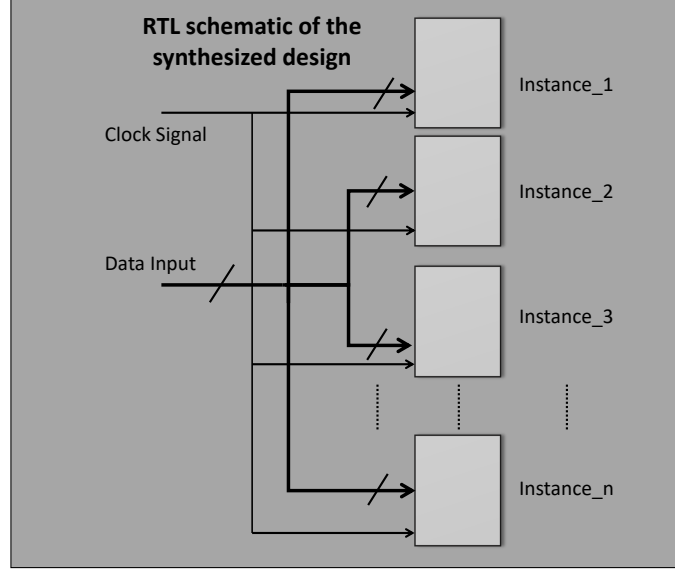 RTL schematic of the
synthesized design
Instance_1
Clock Signal
Instance_2
Data Input
Instance_3
Instance_n